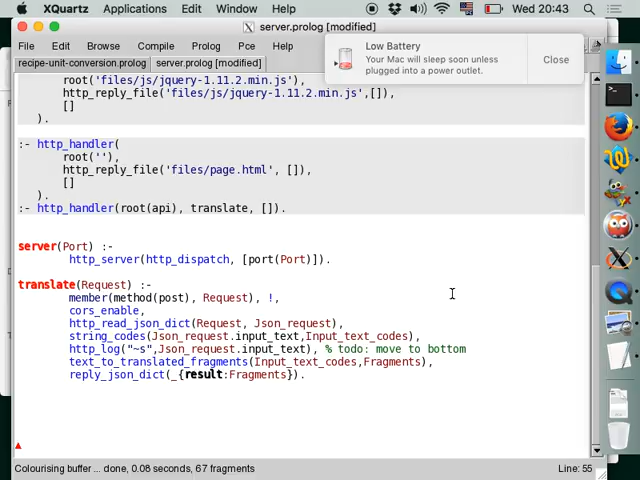 XQuartz Applications Edit Window Help Wed 20:43
server.prolog [modified]
File Edit Browse Compile Prolog Pce Help
Low Battery
Your Mac will sleep soon unless
plugged into a power outlet.
Close
recipe-unit-conversion.prolog server.prolog [modified]
root('files/js/jquery-1.11.2.min.js'),
http_reply_file('files/js/jquery-1.11.2.min.js',[]),
[]
).
:- http_handler(
root(''),
http_reply_file('files/page.html', []),
[]
).
:- http_handler(root(api), translate, []).
server(Port) :-
http_server(http_dispatch, [port(Port)]).
translate(Request) :-
member(method(post), Request), !,
cors_enable,
http_read_json_dict(Request, Json_request),
string_codes(Json_request.input_text,Input_text_codes),
http_log("~s",Json_request.input_text), % todo: move to bottom
text_to_translated_fragments(Input_text_codes,Fragments),
reply_json_dict(_{result:Fragments}).
Colourising buffer ... done, 0.08 seconds, 67 fragments Line: 55